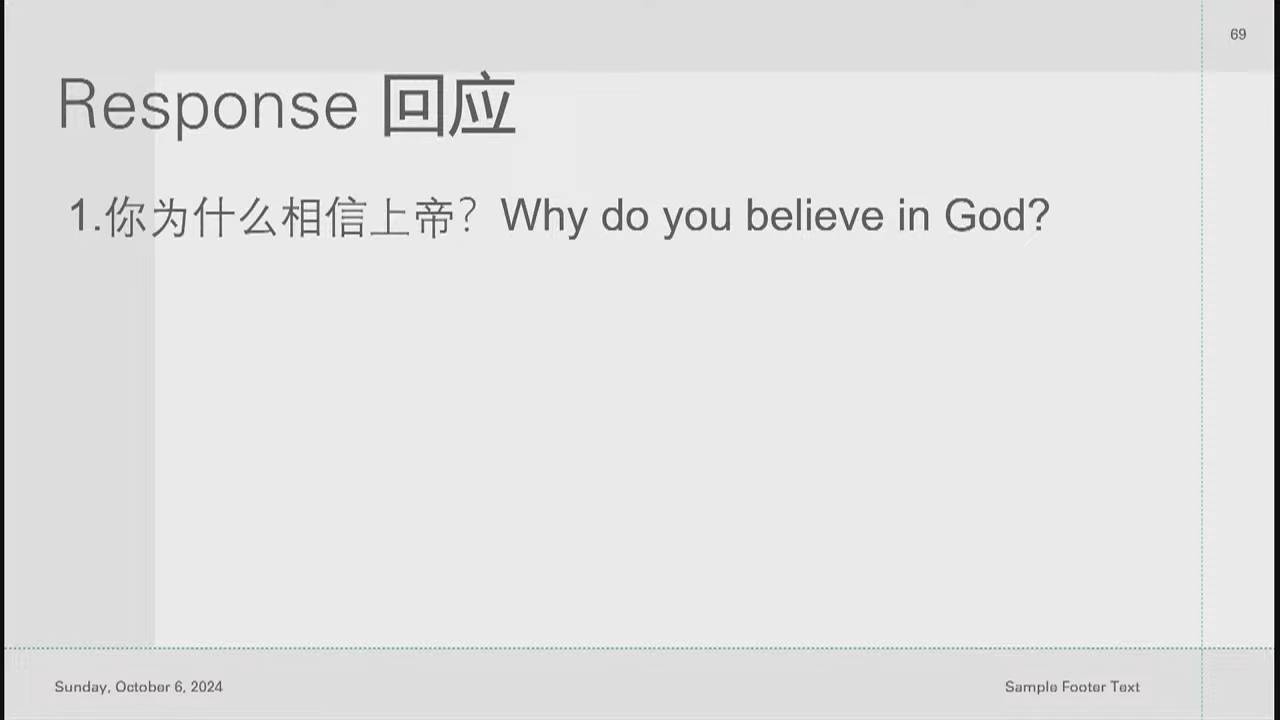 69
Response 回应
1.你为什么相信上帝？Why do you believe in God?
Sunday, October 6, 2024
Sample Footer Text